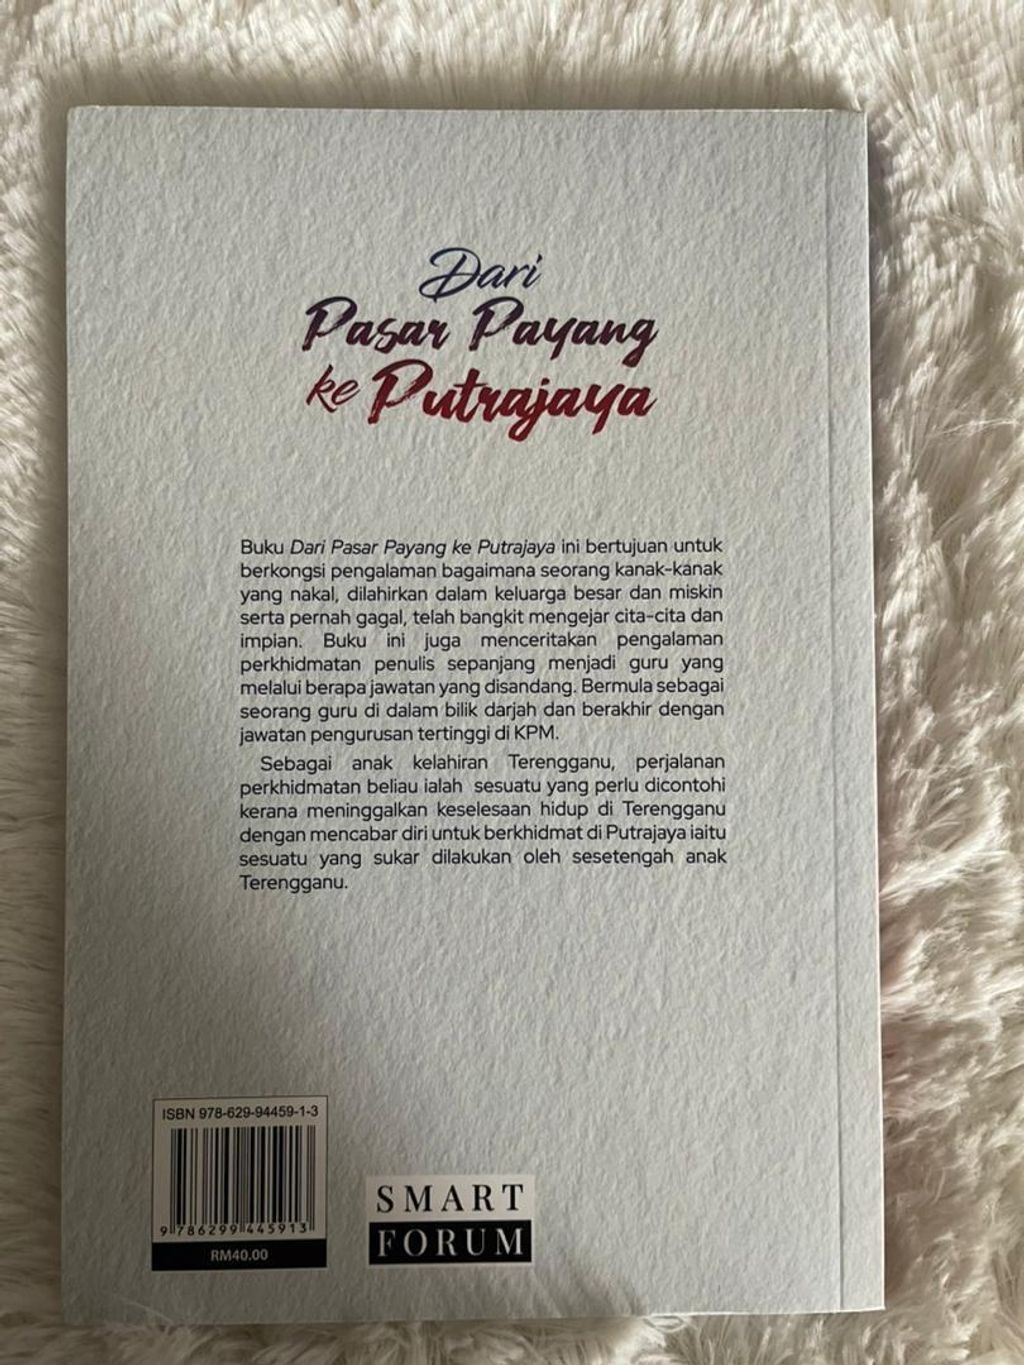 Dari
Pasar Payang
ke Putrajaya
Buku Dari Pasar Payang ke Putrajaya ini bertujuan untuk
berkongsi pengalaman bagaimana seorang kanak-kanak
yang nakal, dilahirkan dalam keluarga besar dan miskin
serta pernah gagal, telah bangkit mengejar cita-cita dan
impian. Buku ini juga menceritakan pengalaman
perkhidmatan penulis sepanjang menjadi guru yang
melalui berapa jawatan yang disandang. Bermula sebagai
seorang guru di dalam bilik darjah dan berakhir dengan
jawatan pengurusan tertinggi di KPM.
Sebagai anak kelahiran Terengganu, perjalanan
perkhidmatan beliau ialah sesuatu yang perlu dicontohi
kerana meninggalkan keselesaan hidup di Terengganu
dengan mencabar diri untuk berkhidmat di Putrajaya iaitu
sesuatu yang sukar dilakukan oleh sesetengah anak
Terengganu.
ISBN 978-629-94459-1-3
9 786299 445913
RM40.00
SMART
FORUM